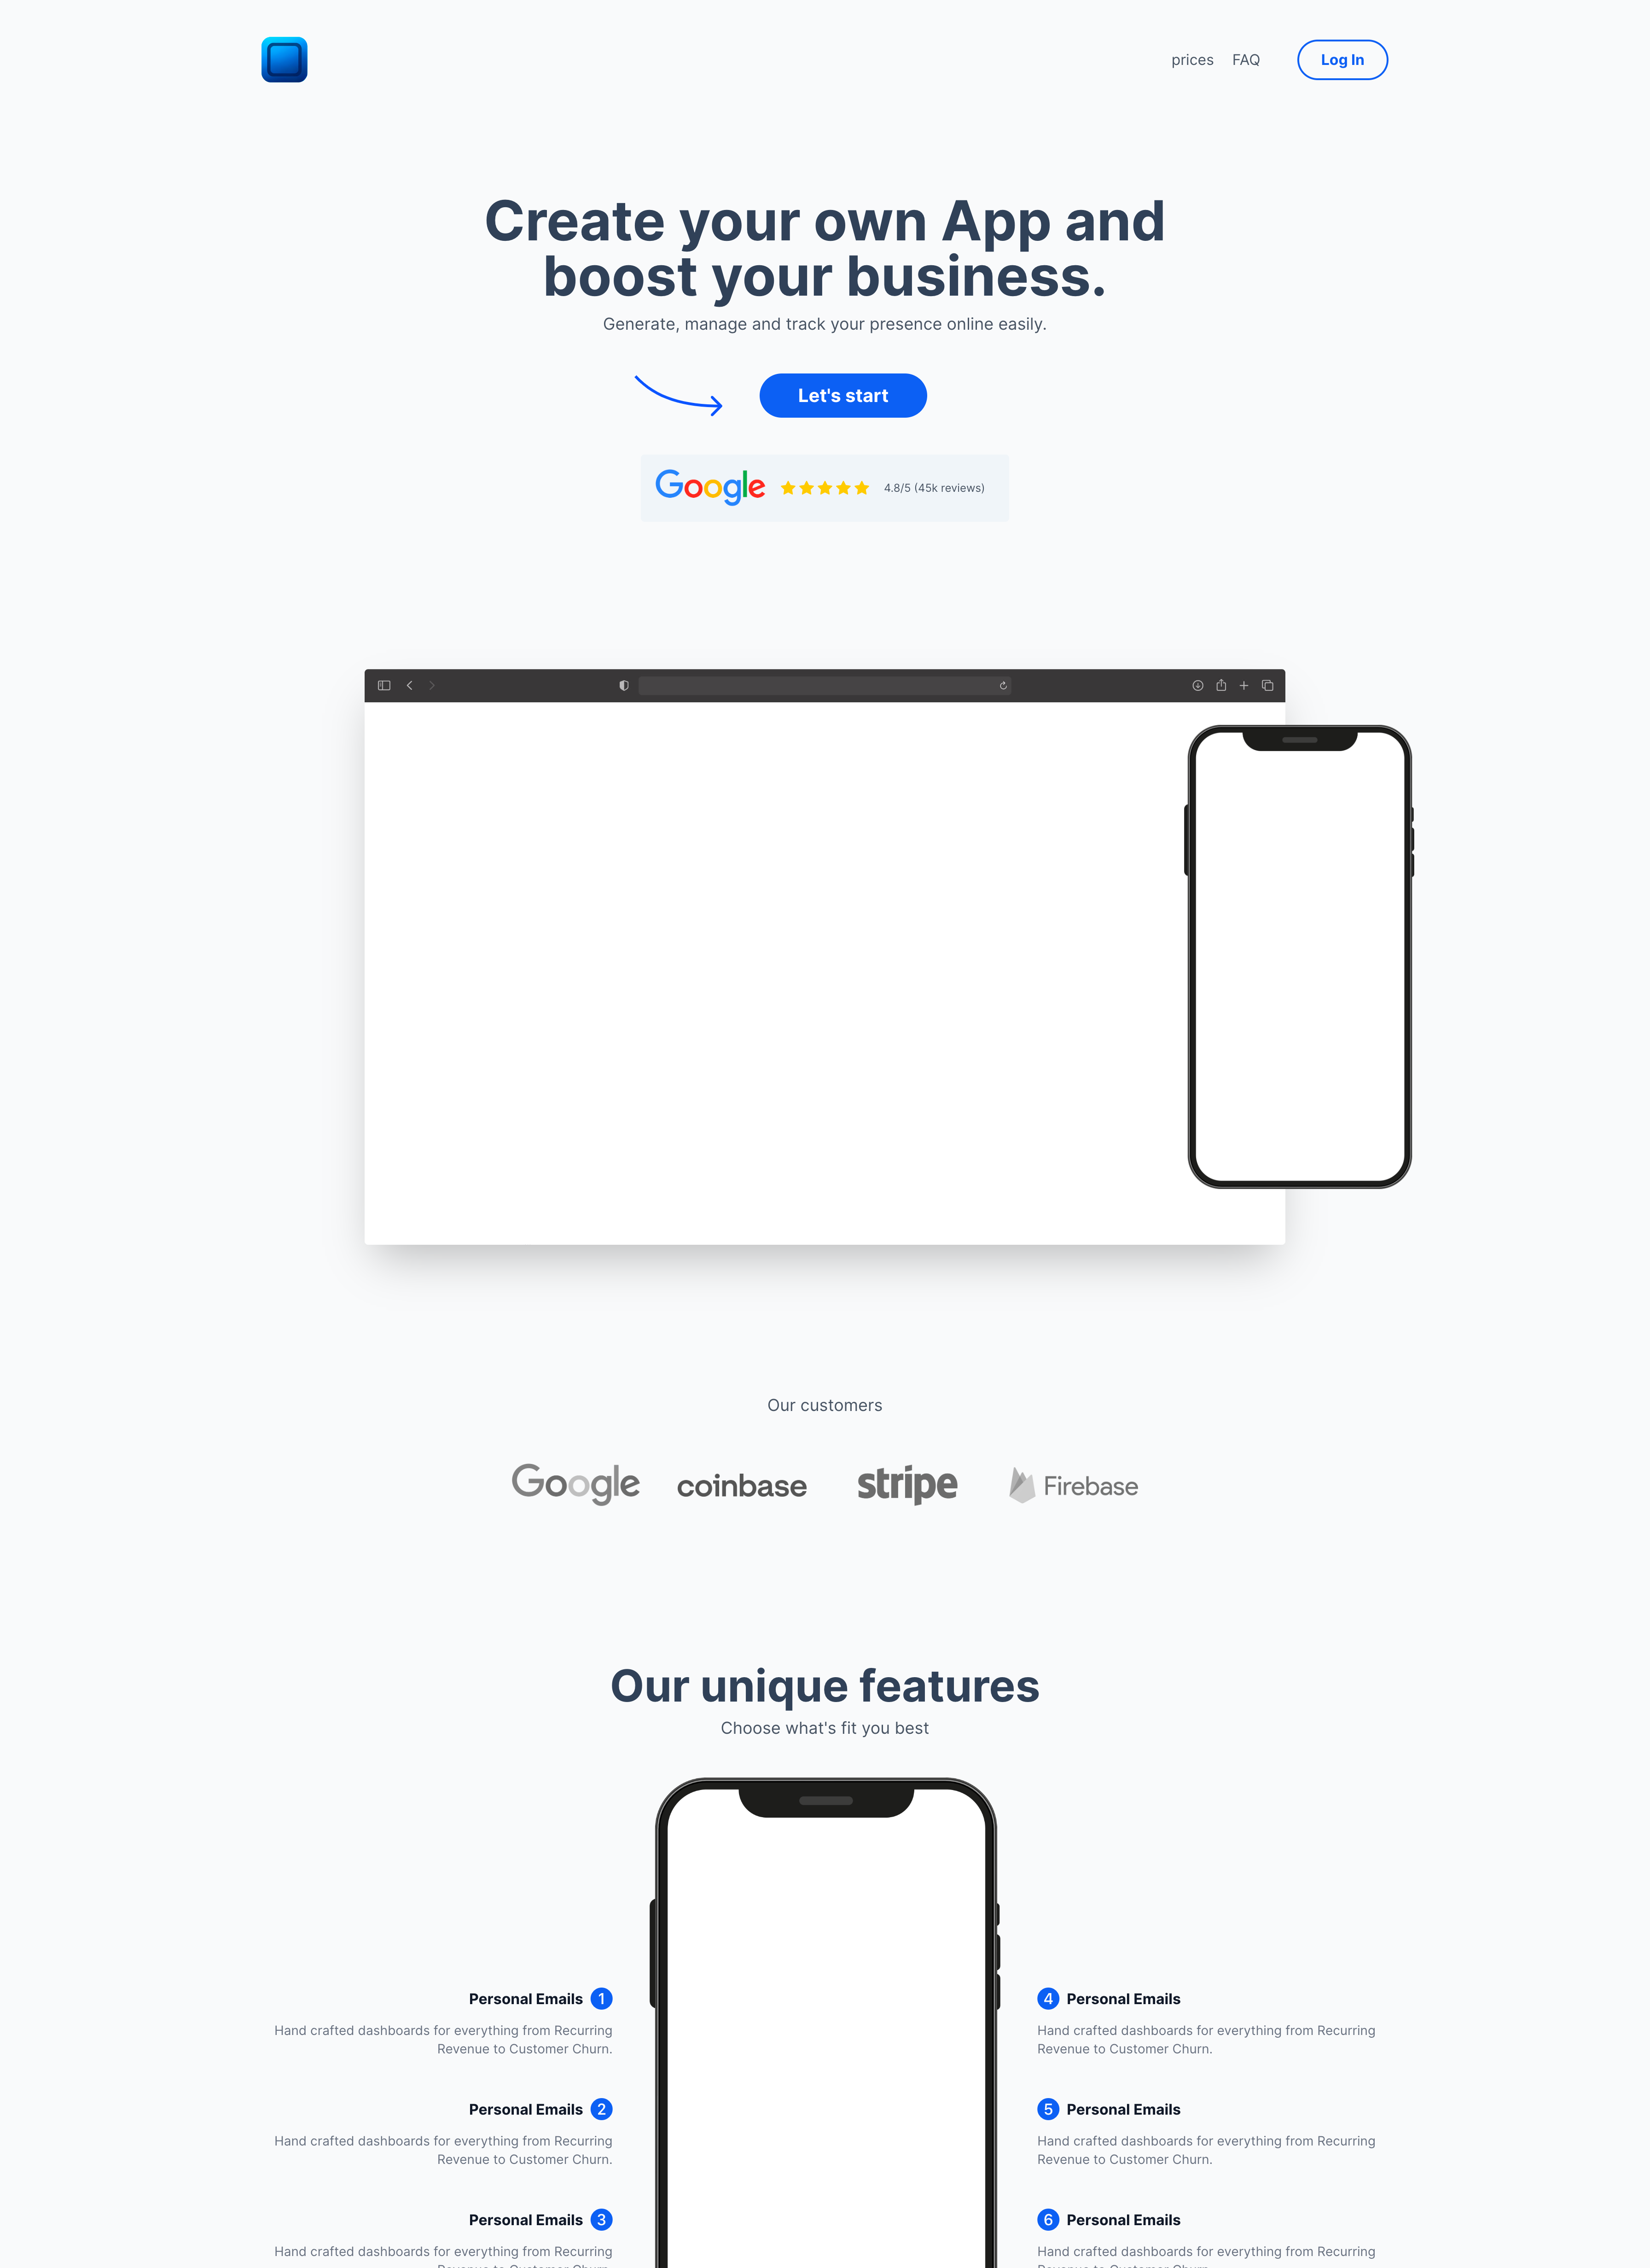 prices FAQ Log In
Create your own App and
boost your business.
Generate, manage and track your presence online easily.
Let's start
Google 4.8/5 (45k reviews)
Our customers
Google coinbase stripe Firebase
Our unique features
Choose what's fit you best
Personal Emails 1
Hand crafted dashboards for everything from Recurring
Revenue to Customer Churn.
Personal Emails 2
Hand crafted dashboards for everything from Recurring
Revenue to Customer Churn.
Personal Emails 3
Hand crafted dashboards for everything from Recurring
4 Personal Emails
Hand crafted dashboards for everything from Recurring
Revenue to Customer Churn.
5 Personal Emails
Hand crafted dashboards for everything from Recurring
Revenue to Customer Churn.
6 Personal Emails
Hand crafted dashboards for everything from Recurring